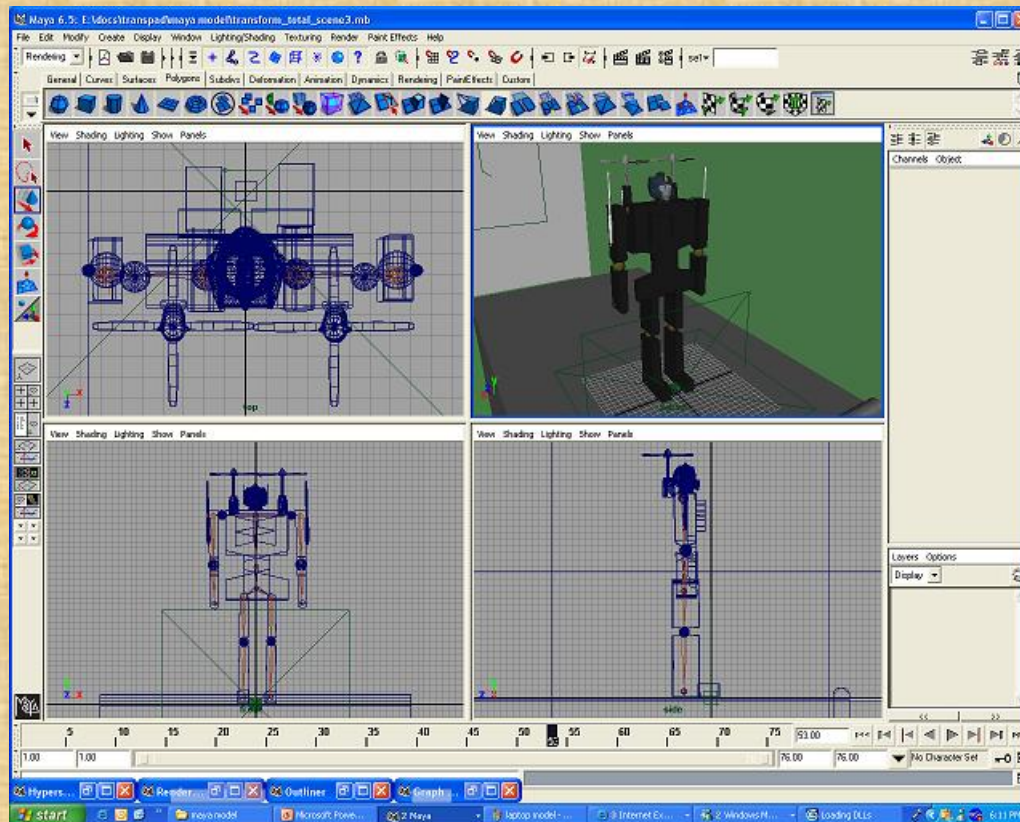 Maya 6.5: E:\docs\transpad\maya model\transform_total_scene3.mb
File Edit Modify Create Display Window Lighting/Shading Texturing Render Paint Effects Help
Rendering sel*
General Curves Surfaces Polygons Subdivs Deformation Animation Dynamics Rendering PaintEffects Custom
View Shading Lighting Show Panels
View Shading Lighting Show Panels
Channels Object
top
View Shading Lighting Show Panels
View Shading Lighting Show Panels
Layers Options
Display
side
5 10 15 20 25 30 35 40 45 50 55 60 65 70 75 53.00
1.00 1.00 76.00 76.00 No Character Set
Hypers... Render... Outliner Graph ...
start maya model Microsoft Powe... 2 Maya laptop model - ... 3 Internet Ex... 2 Windows M... Loading DLLs 6:11 PM